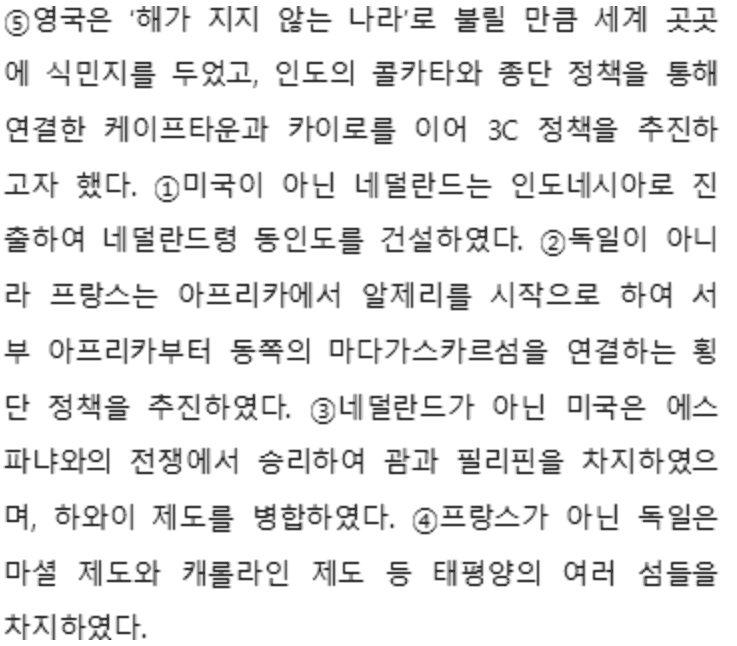 ⑤영국은 '해가 지지 않는 나라'로 불릴 만큼 세계 곳곳
에 식민지를 두었고, 인도의 콜카타와 종단 정책을 통해
연결한 케이프타운과 카이로를 이어 3C 정책을 추진하
고자 했다. ①미국이 아닌 네덜란드는 인도네시아로 진
출하여 네덜란드령 동인도를 건설하였다. ②독일이 아니
라 프랑스는 아프리카에서 알제리를 시작으로 하여 서
부 아프리카부터 동쪽의 마다가스카르섬을 연결하는 횡
단 정책을 추진하였다. ③네덜란드가 아닌 미국은 에스
파냐와의 전쟁에서 승리하여 괌과 필리핀을 차지하였으
며, 하와이 제도를 병합하였다. ④프랑스가 아닌 독일은
마셜 제도와 캐롤라인 제도 등 태평양의 여러 섬들을
차지하였다.